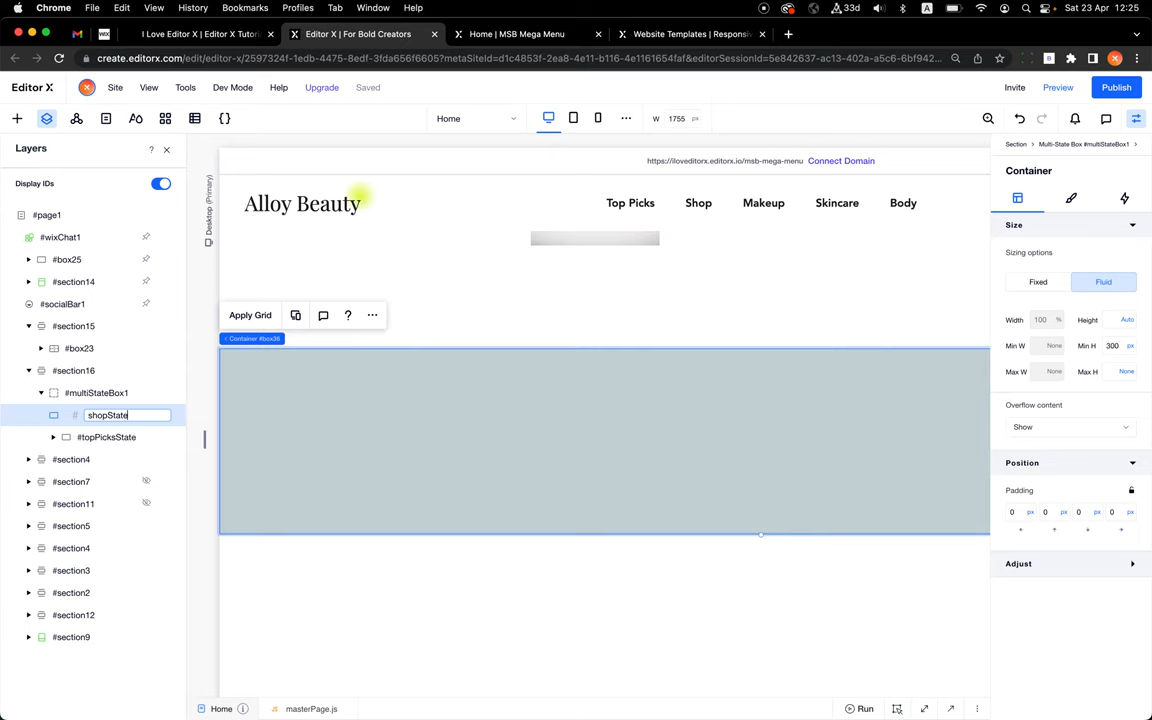 Chrome File Edit View History Bookmarks Profiles Tab Window Help 33d A Sat 23 Apr 12:25
WIX I Love Editor X | Editor X Tutori Editor X | For Bold Creators Home | MSB Mega Menu Website Templates | Responsiv
create.editorx.com/edit/editor-x/2597324f-1edb-4475-8edf-3fda656f6605?metaSiteId=d1c4853f-2ea8-4e11-b116-4e1161654faf&editorSessionId=5e842637-ac13-402a-a5c6-6bf942...
Editor X Site View Tools Dev Mode Help Upgrade Saved Invite Preview Publish
Home W 1755 px
Layers ?
Display IDs
#page1
#wixChat1
#box25
#section14
#socialBar1
#section15
#box23
#section16
#multiStateBox1
# shopState
#topPicksState
#section4
#section7
#section11
#section5
#section4
#section3
#section2
#section12
#section9
Desktop (Primary)
https://iloveeditorx.editorx.io/msb-mega-menu Connect Domain
Alloy Beauty Top Picks Shop Makeup Skincare Body
Apply Grid ?
Container #box36
Home masterPage.js Run
Section Multi-State Box #multiStateBox1
Container
Size
Sizing options
Fixed Fluid
Width 100 % Height Auto
Min W None Min H 300 px
Max W None Max H None
Overflow content
Show
Position
Padding
0 px 0 px 0 px 0 px
Adjust